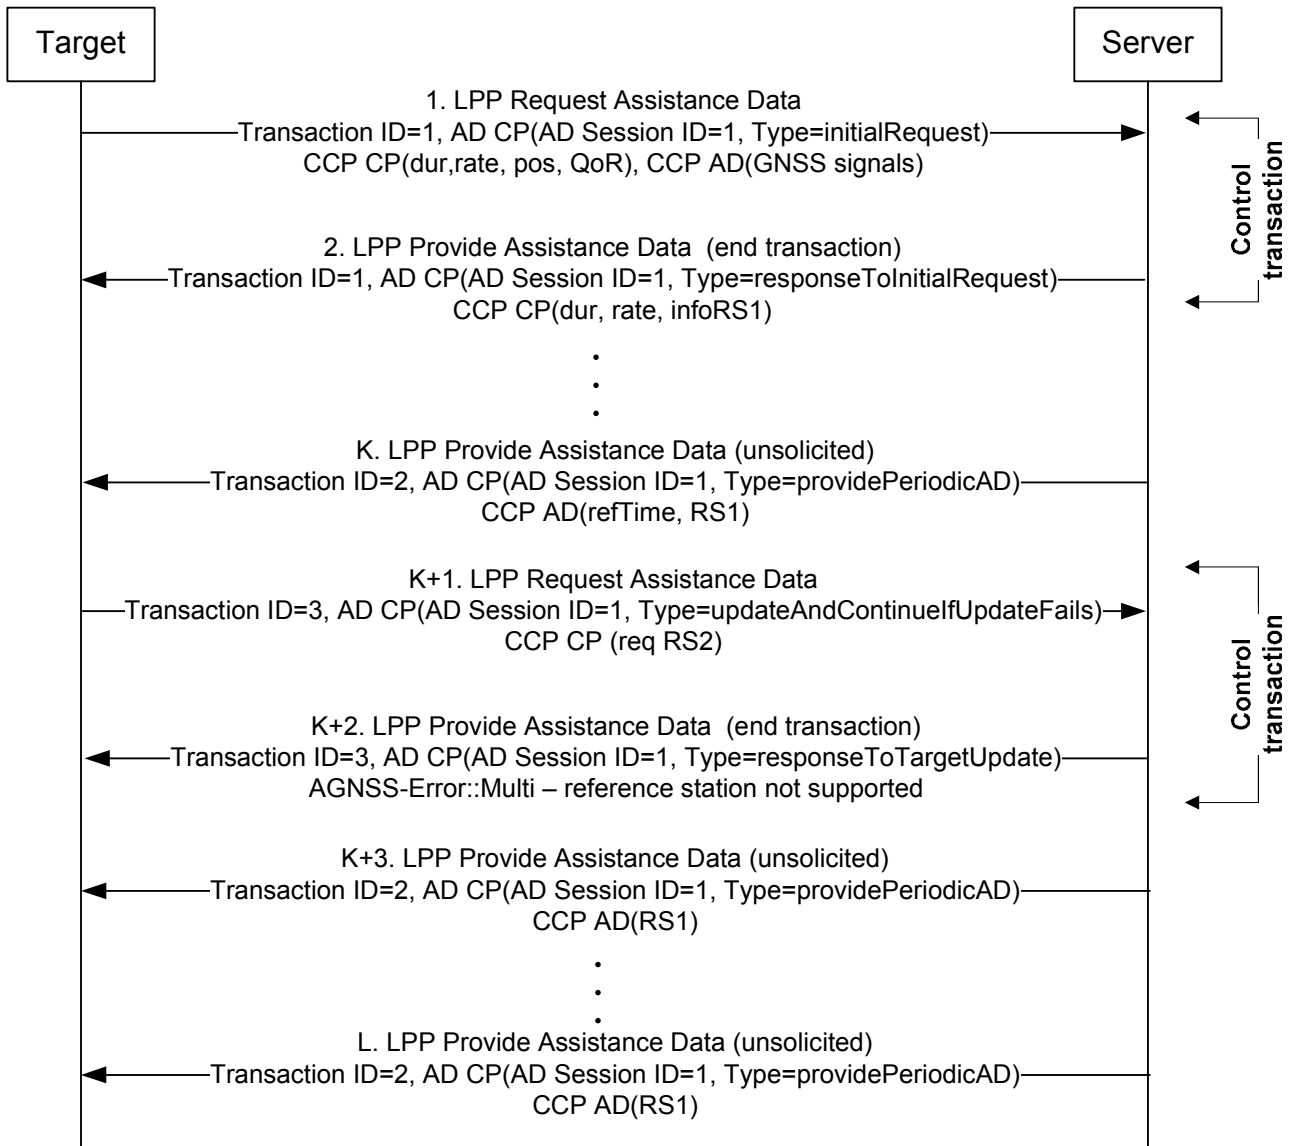 Target
Server
1. LPP Request Assistance Data
Transaction ID=1, AD CP(AD Session ID=1, Type=initialRequest)
CCP CP(dur,rate, pos, QoR), CCP AD(GNSS signals)
Control
transaction
2. LPP Provide Assistance Data  (end transaction)
Transaction ID=1, AD CP(AD Session ID=1, Type=responseToInitialRequest)
CCP CP(dur, rate, infoRS1)
.
.
.
K. LPP Provide Assistance Data (unsolicited)
Transaction ID=2, AD CP(AD Session ID=1, Type=providePeriodicAD)
CCP AD(refTime, RS1)
K+1. LPP Request Assistance Data
Transaction ID=3, AD CP(AD Session ID=1, Type=updateAndContinueIfUpdateFails)
CCP CP (req RS2)
Control
transaction
K+2. LPP Provide Assistance Data  (end transaction)
Transaction ID=3, AD CP(AD Session ID=1, Type=responseToTargetUpdate)
AGNSS-Error::Multi – reference station not supported
K+3. LPP Provide Assistance Data (unsolicited)
Transaction ID=2, AD CP(AD Session ID=1, Type=providePeriodicAD)
CCP AD(RS1)
.
.
.
L. LPP Provide Assistance Data (unsolicited)
Transaction ID=2, AD CP(AD Session ID=1, Type=providePeriodicAD)
CCP AD(RS1)